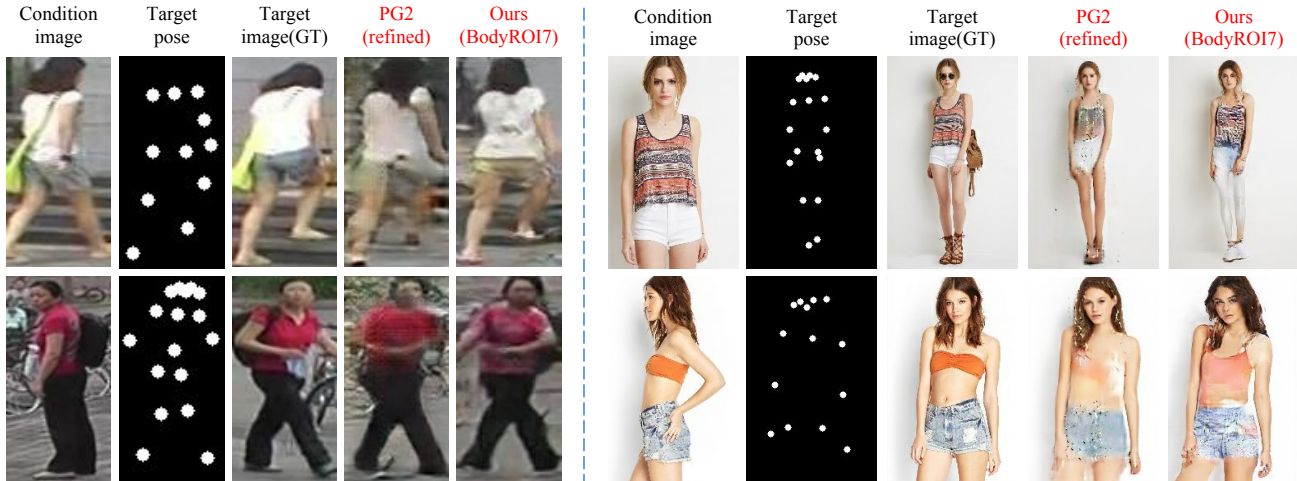 Condition
image
Target
pose
Target
image(GT)
PG2
(refined)
Ours
(BodyROI7)
Condition
image
Target
pose
Target
image(GT)
PG2
(refined)
Ours
(BodyROI7)